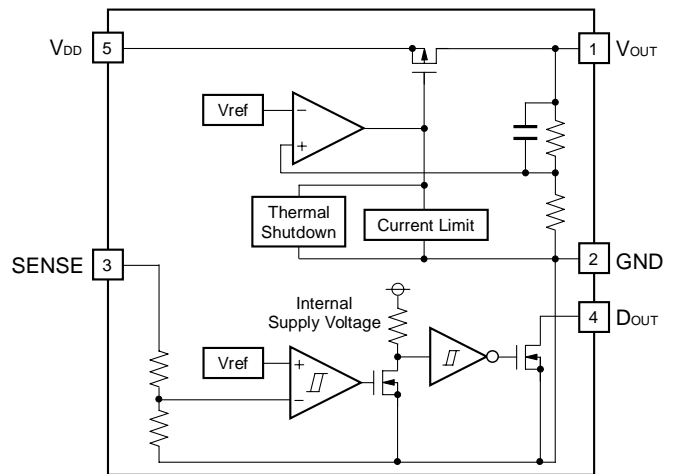 VDD
5
1
VOUT
Vref
−
+
Thermal
Shutdown
Current Limit
SENSE
3
2
GND
Internal
Supply Voltage
4
DOUT
Vref
+
−